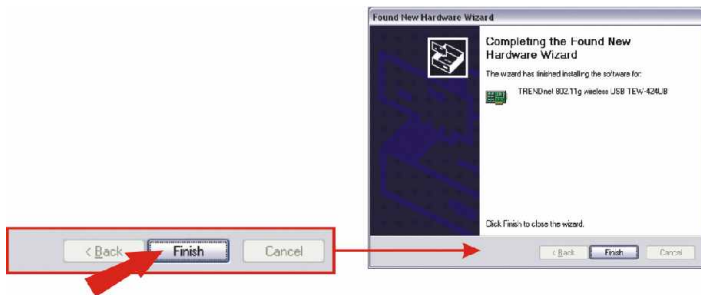 Found New Hardware Wizard
Completing the Found New
Hardware Wizard
The wizard has finished installing the software for:
TRENDnet 802.11g wireless USB TEW-424UB
Click Finish to close the wizard.
< Back
Finish
Cancel
< Back
Finish
Cancel